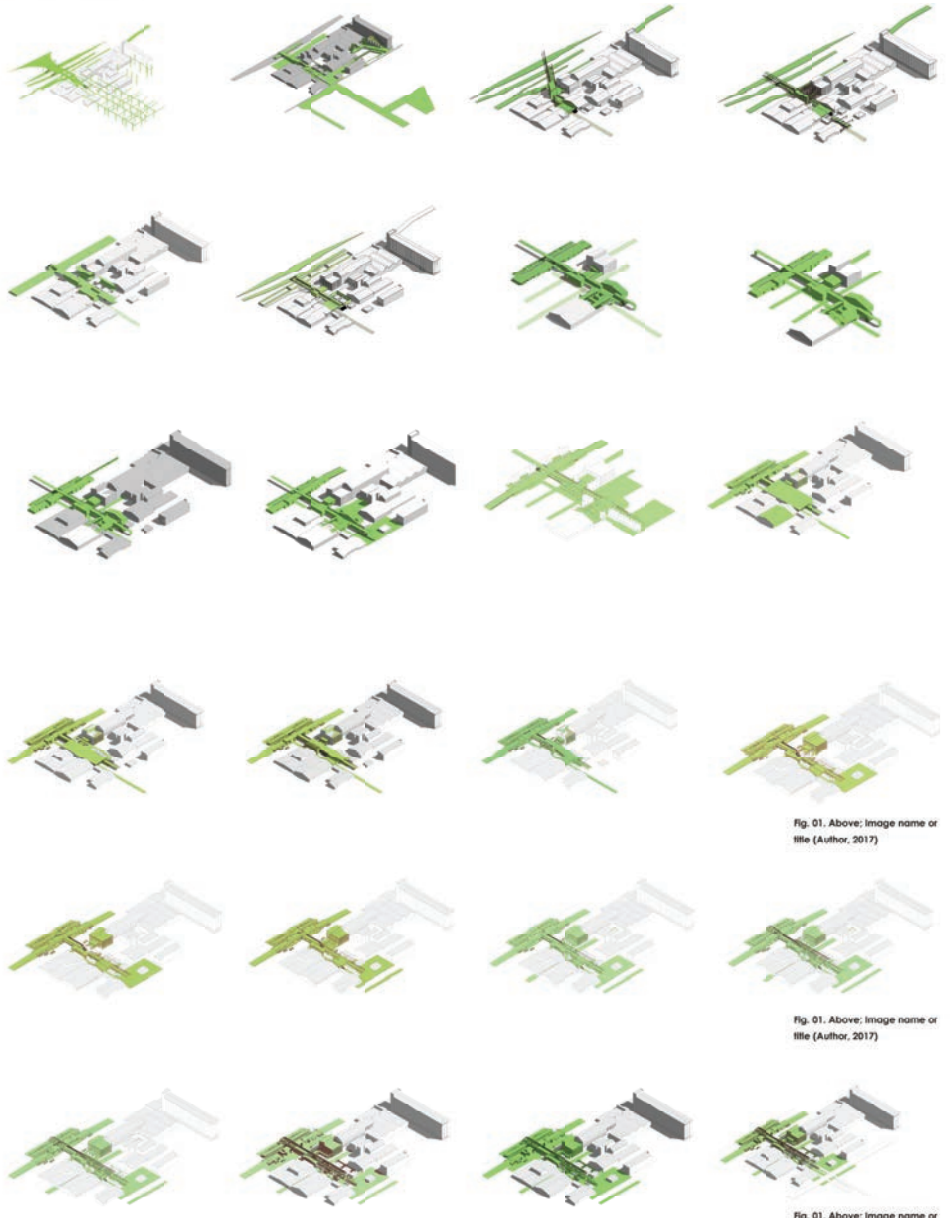 Fig. 01. Above; Image name or
title (Author, 2017)
Fig. 01. Above; Image name or
title (Author, 2017)
Fig. 01. Above; Image name or